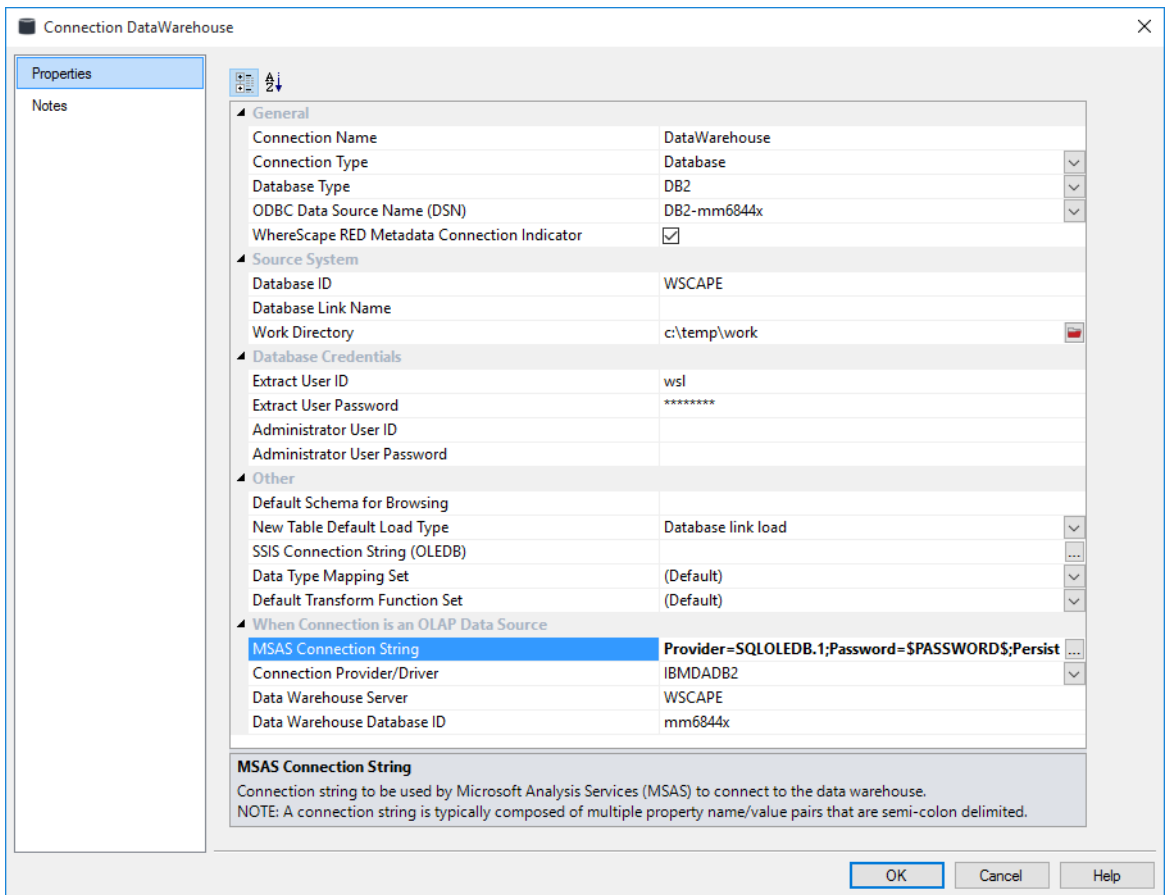 Connection DataWarehouse
Properties
Notes
General
Connection Name DataWarehouse
Connection Type Database
Database Type DB2
ODBC Data Source Name (DSN) DB2-mm6844x
WhereScape RED Metadata Connection Indicator
Source System
Database ID WSCAPE
Database Link Name
Work Directory c:\temp\work
Database Credentials
Extract User ID wsl
Extract User Password ********
Administrator User ID
Administrator User Password
Other
Default Schema for Browsing
New Table Default Load Type Database link load
SSIS Connection String (OLEDB) ...
Data Type Mapping Set (Default)
Default Transform Function Set (Default)
When Connection is an OLAP Data Source
MSAS Connection String Provider=SQLOLEDB.1;Password=$PASSWORD$;Persist ...
Connection Provider/Driver IBMDADB2
Data Warehouse Server WSCAPE
Data Warehouse Database ID mm6844x
MSAS Connection String
Connection string to be used by Microsoft Analysis Services (MSAS) to connect to the data warehouse.
NOTE: A connection string is typically composed of multiple property name/value pairs that are semi-colon delimited.
OK Cancel Help